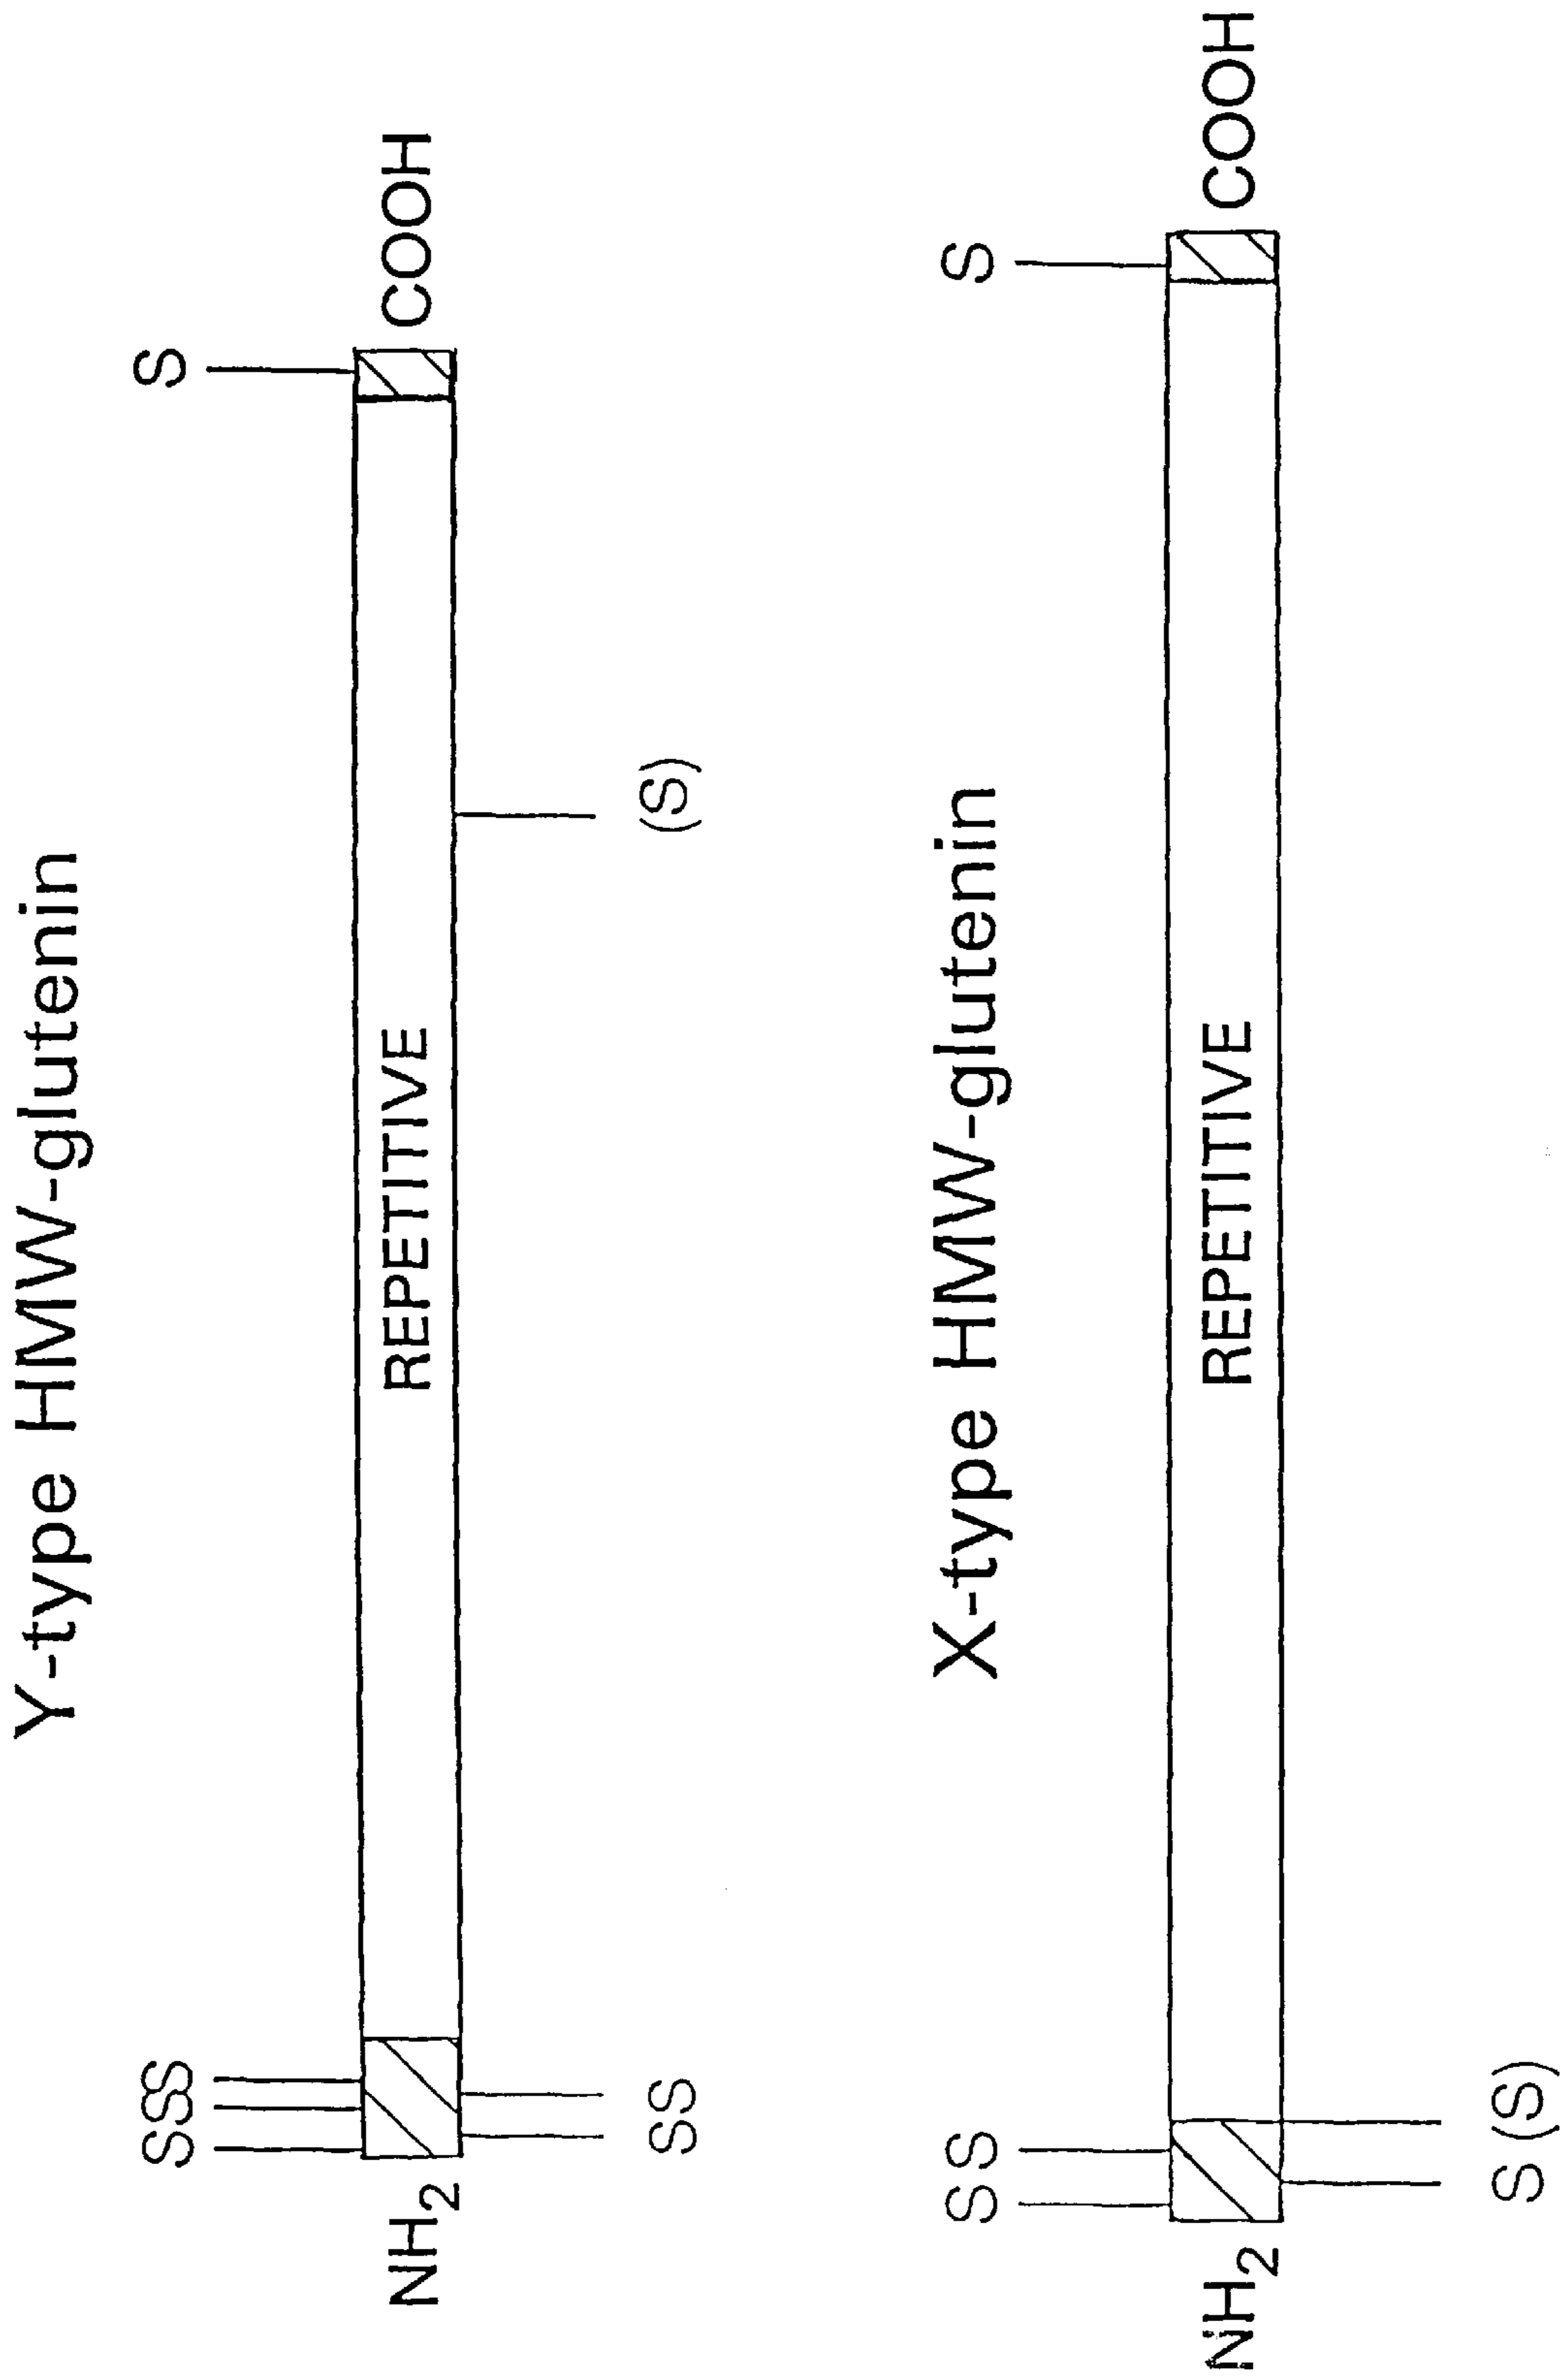 Y-type HMW-glutenin
SSS S
NH2 REPETITIVE COOH
SS (S)
X-type HMW-glutenin
SS S
NH2 REPETITIVE COOH
S (S)